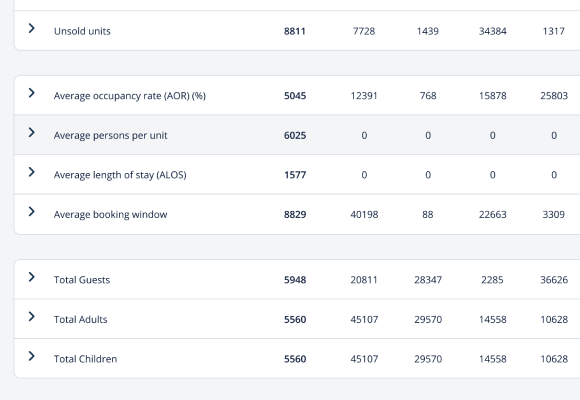 Unsold units 8811 7728 1439 34384 1317
Average occupancy rate (AOR) (%) 5045 12391 768 15878 25803
Average persons per unit 6025 0 0 0 0
Average length of stay (ALOS) 1577 0 0 0 0
Average booking window 8829 40198 88 22663 3309
Total Guests 5948 20811 28347 2285 36626
Total Adults 5560 45107 29570 14558 10628
Total Children 5560 45107 29570 14558 10628